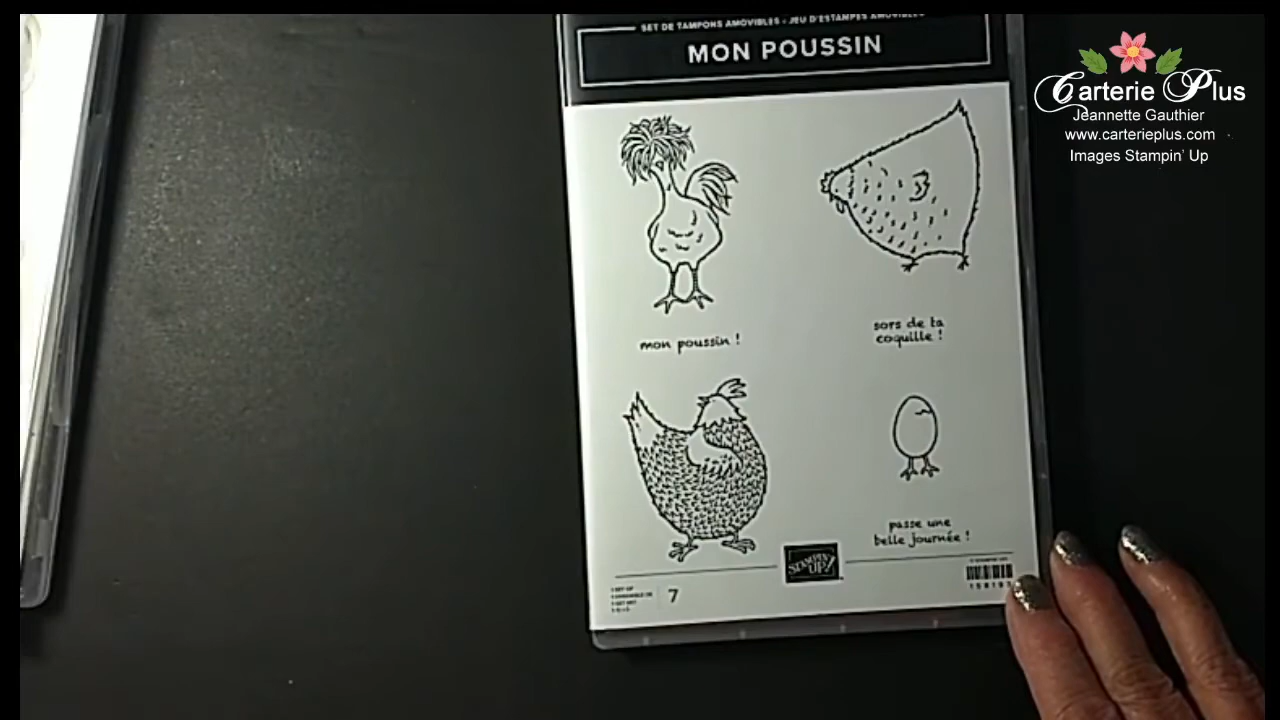 SET DE TAMPONS AMOVIBLES • JEU D'ESTAMPES AMOVIBLES
MON POUSSIN
Carterie Plus
Jeannette Gauthier
www.carterieplus.com
Images Stampin' Up
mon poussin !
sors de ta
coquille !
passe une
belle journée !
STAMPIN' UP!
7